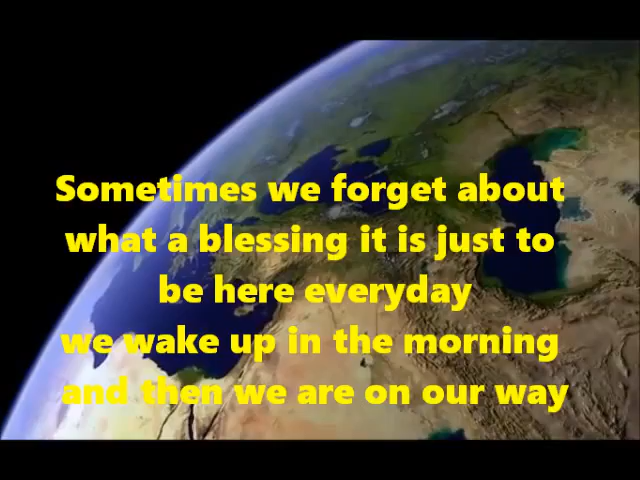 Sometimes we forget about
what a blessing it is just to
be here everyday
we wake up in the morning
and then we are on our way